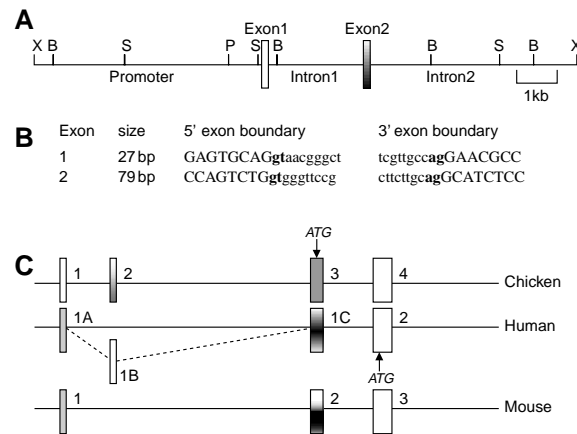 A
Exon1 Exon2
X B S P S B B S B X
Promoter Intron1 Intron2
1kb
B
Exon size 5’ exon boundary 3’ exon boundary
1 27 bp GAGTGCAGgtaacgggct tcgttgccagGAACGCC
2 79 bp CCAGTCTGgtgggttccg cttcttgcagGCATCTCC
C
ATG
1 2 3 4 Chicken
1A 1C 2 Human
1B
ATG
1 2 3 Mouse